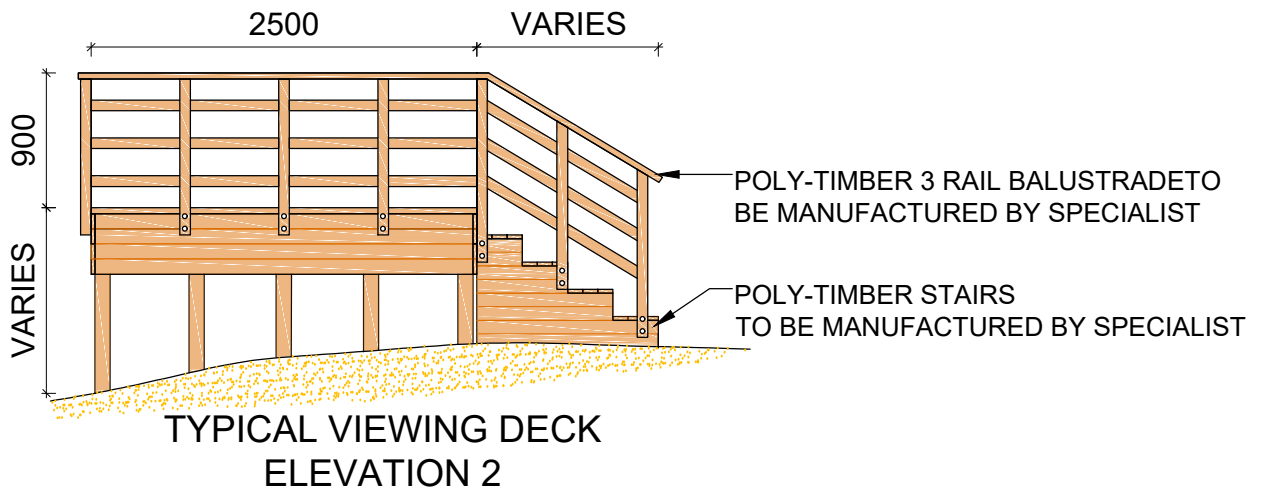 2500
VARIES
900
VARIES
POLY-TIMBER 3 RAIL BALUSTRADETO
BE MANUFACTURED BY SPECIALIST
POLY-TIMBER STAIRS
TO BE MANUFACTURED BY SPECIALIST
TYPICAL VIEWING DECK
ELEVATION 2